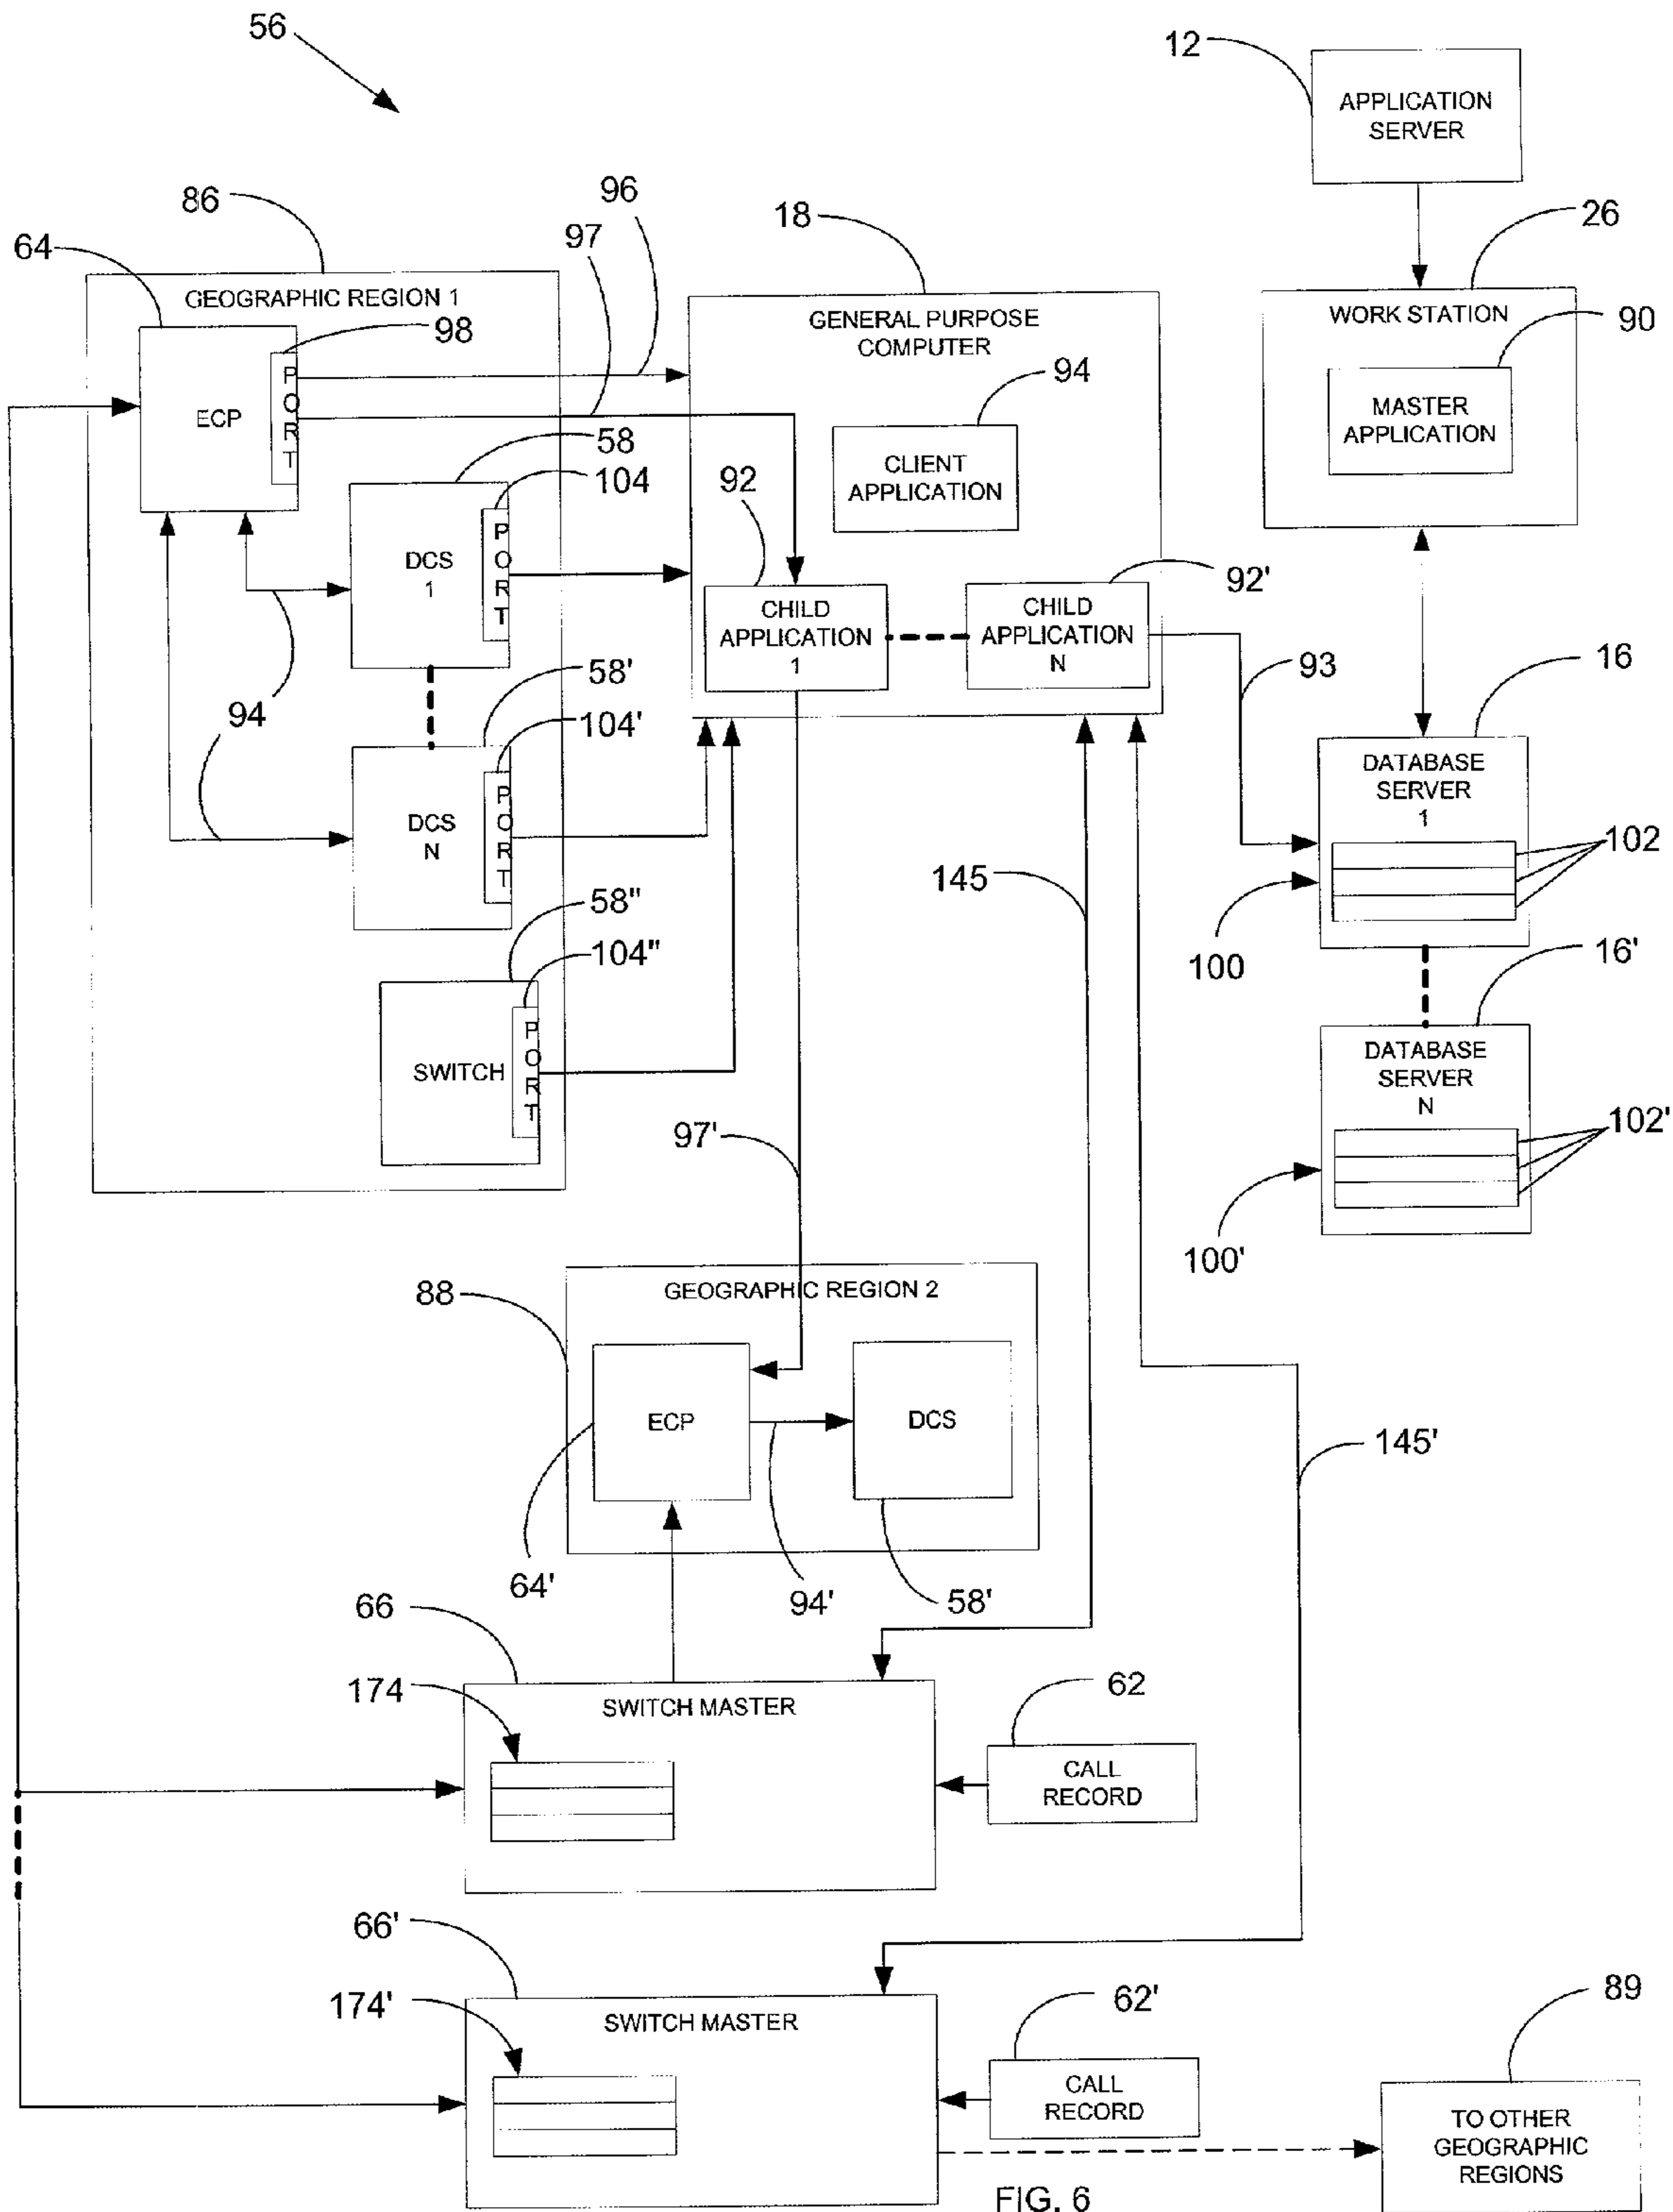 56
12
APPLICATION
SERVER
86
96
97
18
26
64
GEOGRAPHIC REGION 1
98
GENERAL PURPOSE
COMPUTER
WORK STATION
90
PORT
ECP
94
MASTER
APPLICATION
58
104
CLIENT
APPLICATION
92
DCS
1
PORT
92'
CHILD
APPLICATION
1
CHILD
APPLICATION
N
93
16
58'
94
104'
DATABASE
SERVER
1
DCS
N
PORT
102
145
58"
104"
100
16'
SWITCH
PORT
DATABASE
SERVER
N
102'
97'
100'
88
GEOGRAPHIC REGION 2
ECP
DCS
145'
64'
94'
58'
66
174
SWITCH MASTER
62
CALL
RECORD
66'
174'
SWITCH MASTER
62'
89
CALL
RECORD
TO OTHER
GEOGRAPHIC
REGIONS
FIG. 6